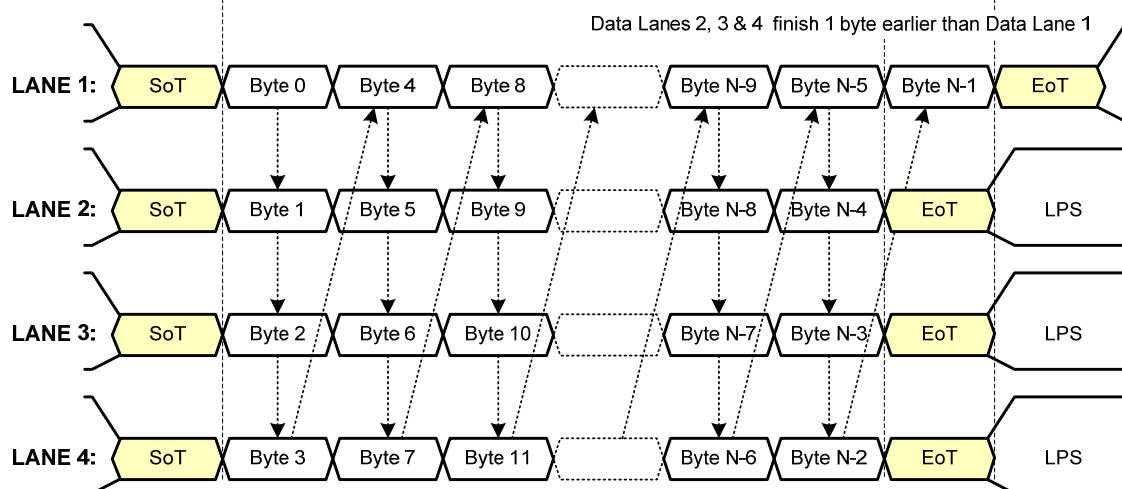 Data Lanes 2, 3 & 4 finish 1 byte earlier than Data Lane 1
LANE 1: SoT Byte 0 Byte 4 Byte 8 Byte N-9 Byte N-5 Byte N-1 EoT
LANE 2: SoT Byte 1 Byte 5 Byte 9 Byte N-8 Byte N-4 EoT LPS
LANE 3: SoT Byte 2 Byte 6 Byte 10 Byte N-7 Byte N-3 EoT LPS
LANE 4: SoT Byte 3 Byte 7 Byte 11 Byte N-6 Byte N-2 EoT LPS